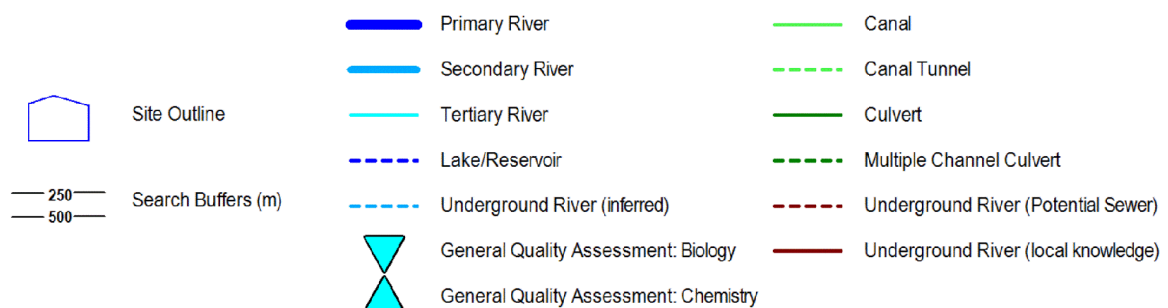 Site Outline
250
500
Search Buffers (m)
Primary River
Secondary River
Tertiary River
Lake/Reservoir
Underground River (inferred)
General Quality Assessment: Biology
General Quality Assessment: Chemistry
Canal
Canal Tunnel
Culvert
Multiple Channel Culvert
Underground River (Potential Sewer)
Underground River (local knowledge)